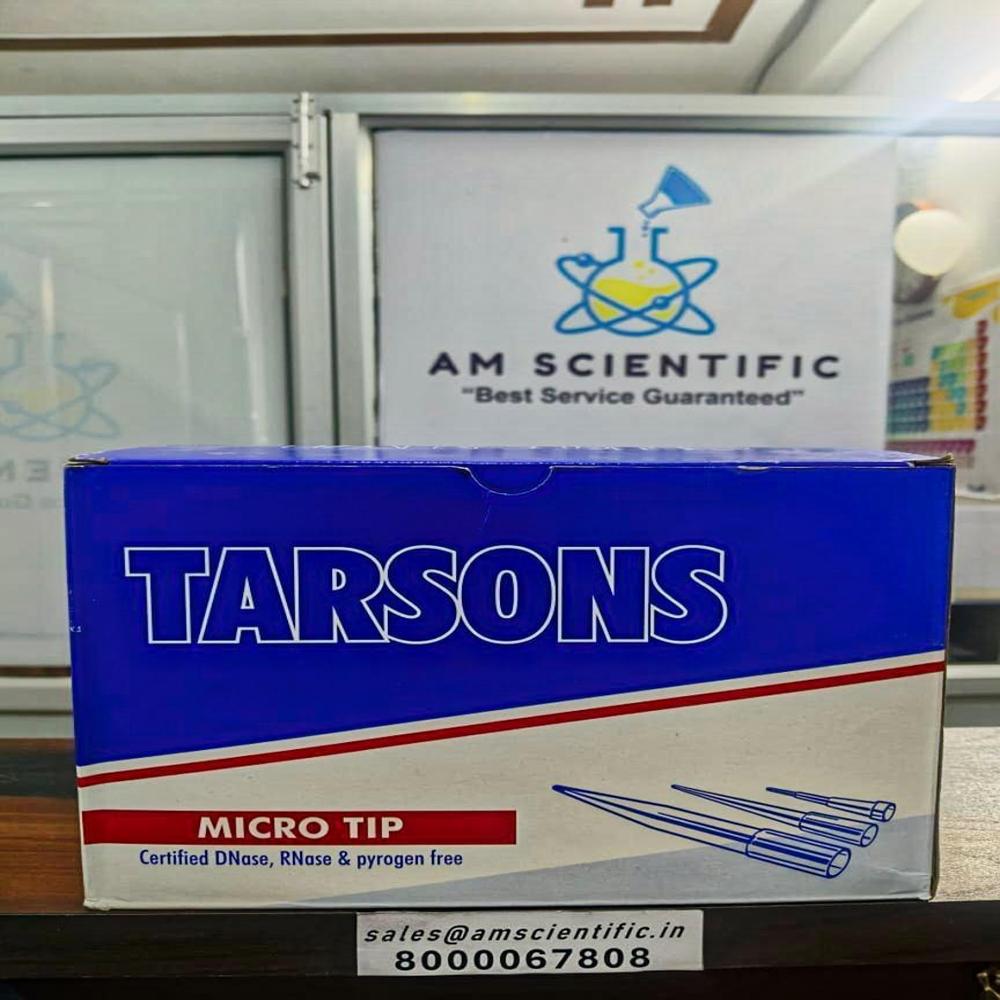 AM SCIENTIFIC
"Best Service Guaranteed"
TARSONS
MICRO TIP
Certified DNase, RNase & pyrogen free
sales@amscientific.in
8000067808